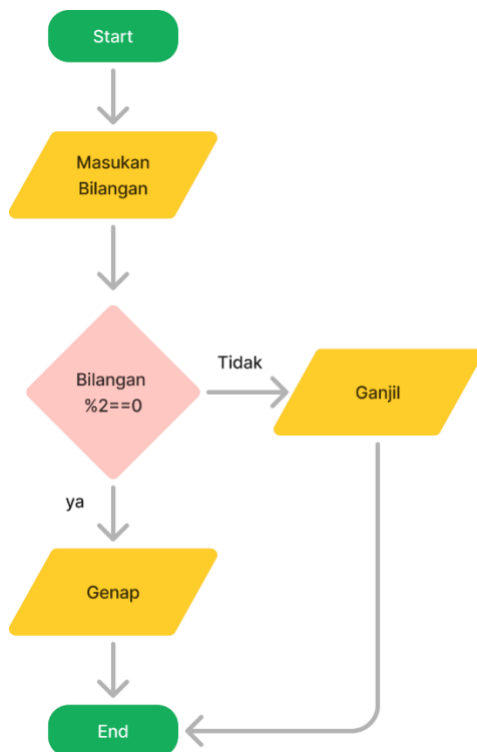 Start
Masukan
Bilangan
Bilangan
%2==0
Tidak
Ganjil
ya
Genap
End